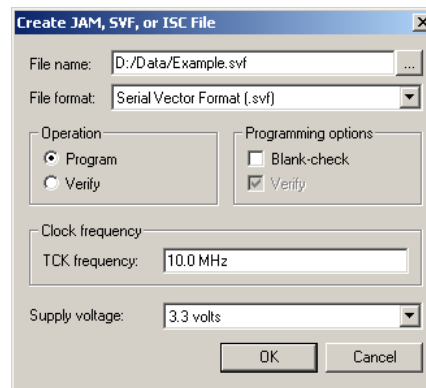 Create JAM, SVF, or ISC File
File name: D:/Data/Example.svf ...
File format: Serial Vector Format (.svf)
Operation Programming options
Program Blank-check
Verify Verify
Clock frequency
TCK frequency: 10.0 MHz
Supply voltage: 3.3 volts
OK Cancel